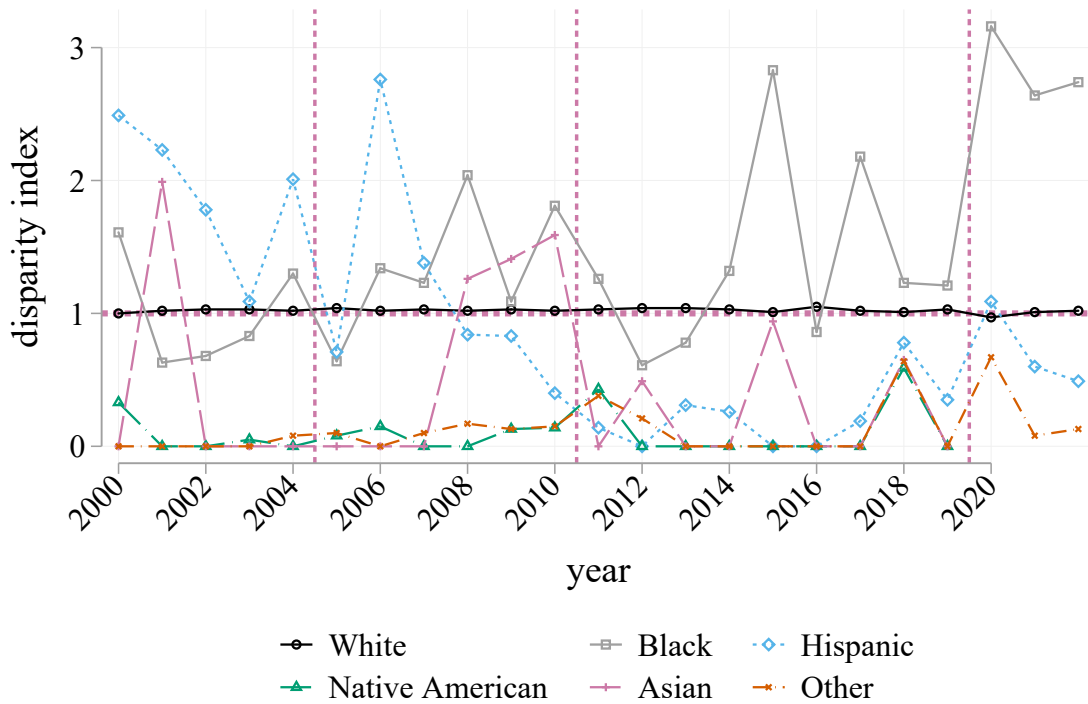 disparity index
3
2
1
0
2000 2002 2004 2006 2008 2010 2012 2014 2016 2018 2020
year
White Black Hispanic
Native American Asian Other